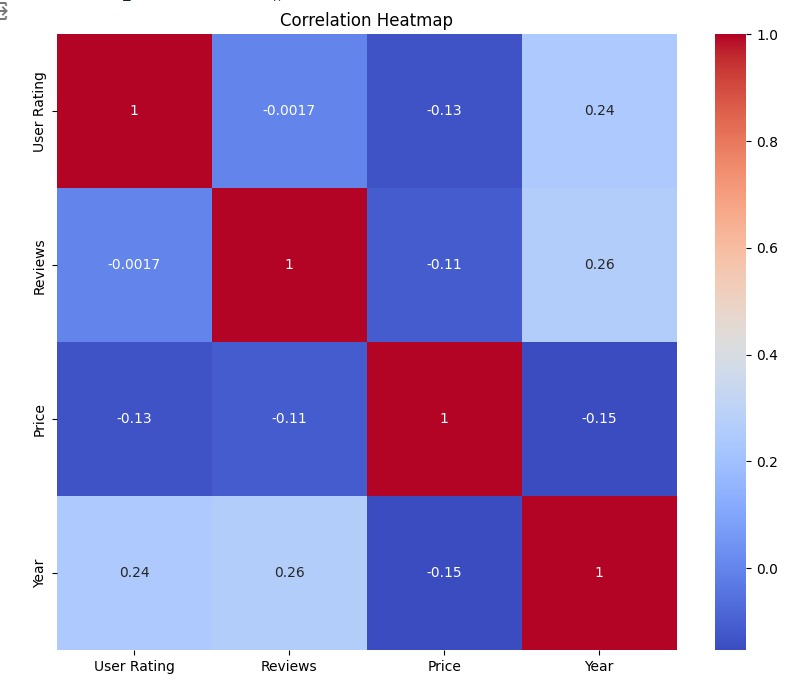 Correlation Heatmap
User Rating 1 -0.0017 -0.13 0.24
Reviews -0.0017 1 -0.11 0.26
Price -0.13 -0.11 1 -0.15
Year 0.24 0.26 -0.15 1
User Rating Reviews Price Year
1.0
0.8
0.6
0.4
0.2
0.0